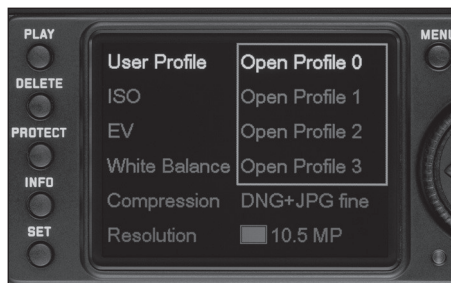 PLAY
MENU
DELETE
PROTECT
INFO
SET
User Profile Open Profile 0
ISO Open Profile 1
EV Open Profile 2
White Balance Open Profile 3
Compression DNG+JPG fine
Resolution 10.5 MP